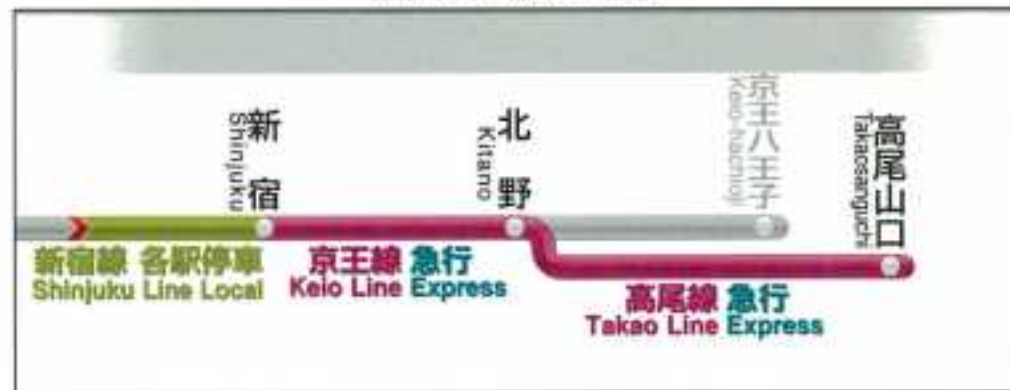 新宿
Shinjuku
北野
Kitano
京王八王子
Keio-hachioji
高尾山口
Takaosanguchi
新宿線 各駅停車
Shinjuku Line Local
京王線 急行
Keio Line Express
高尾線 急行
Takao Line Express